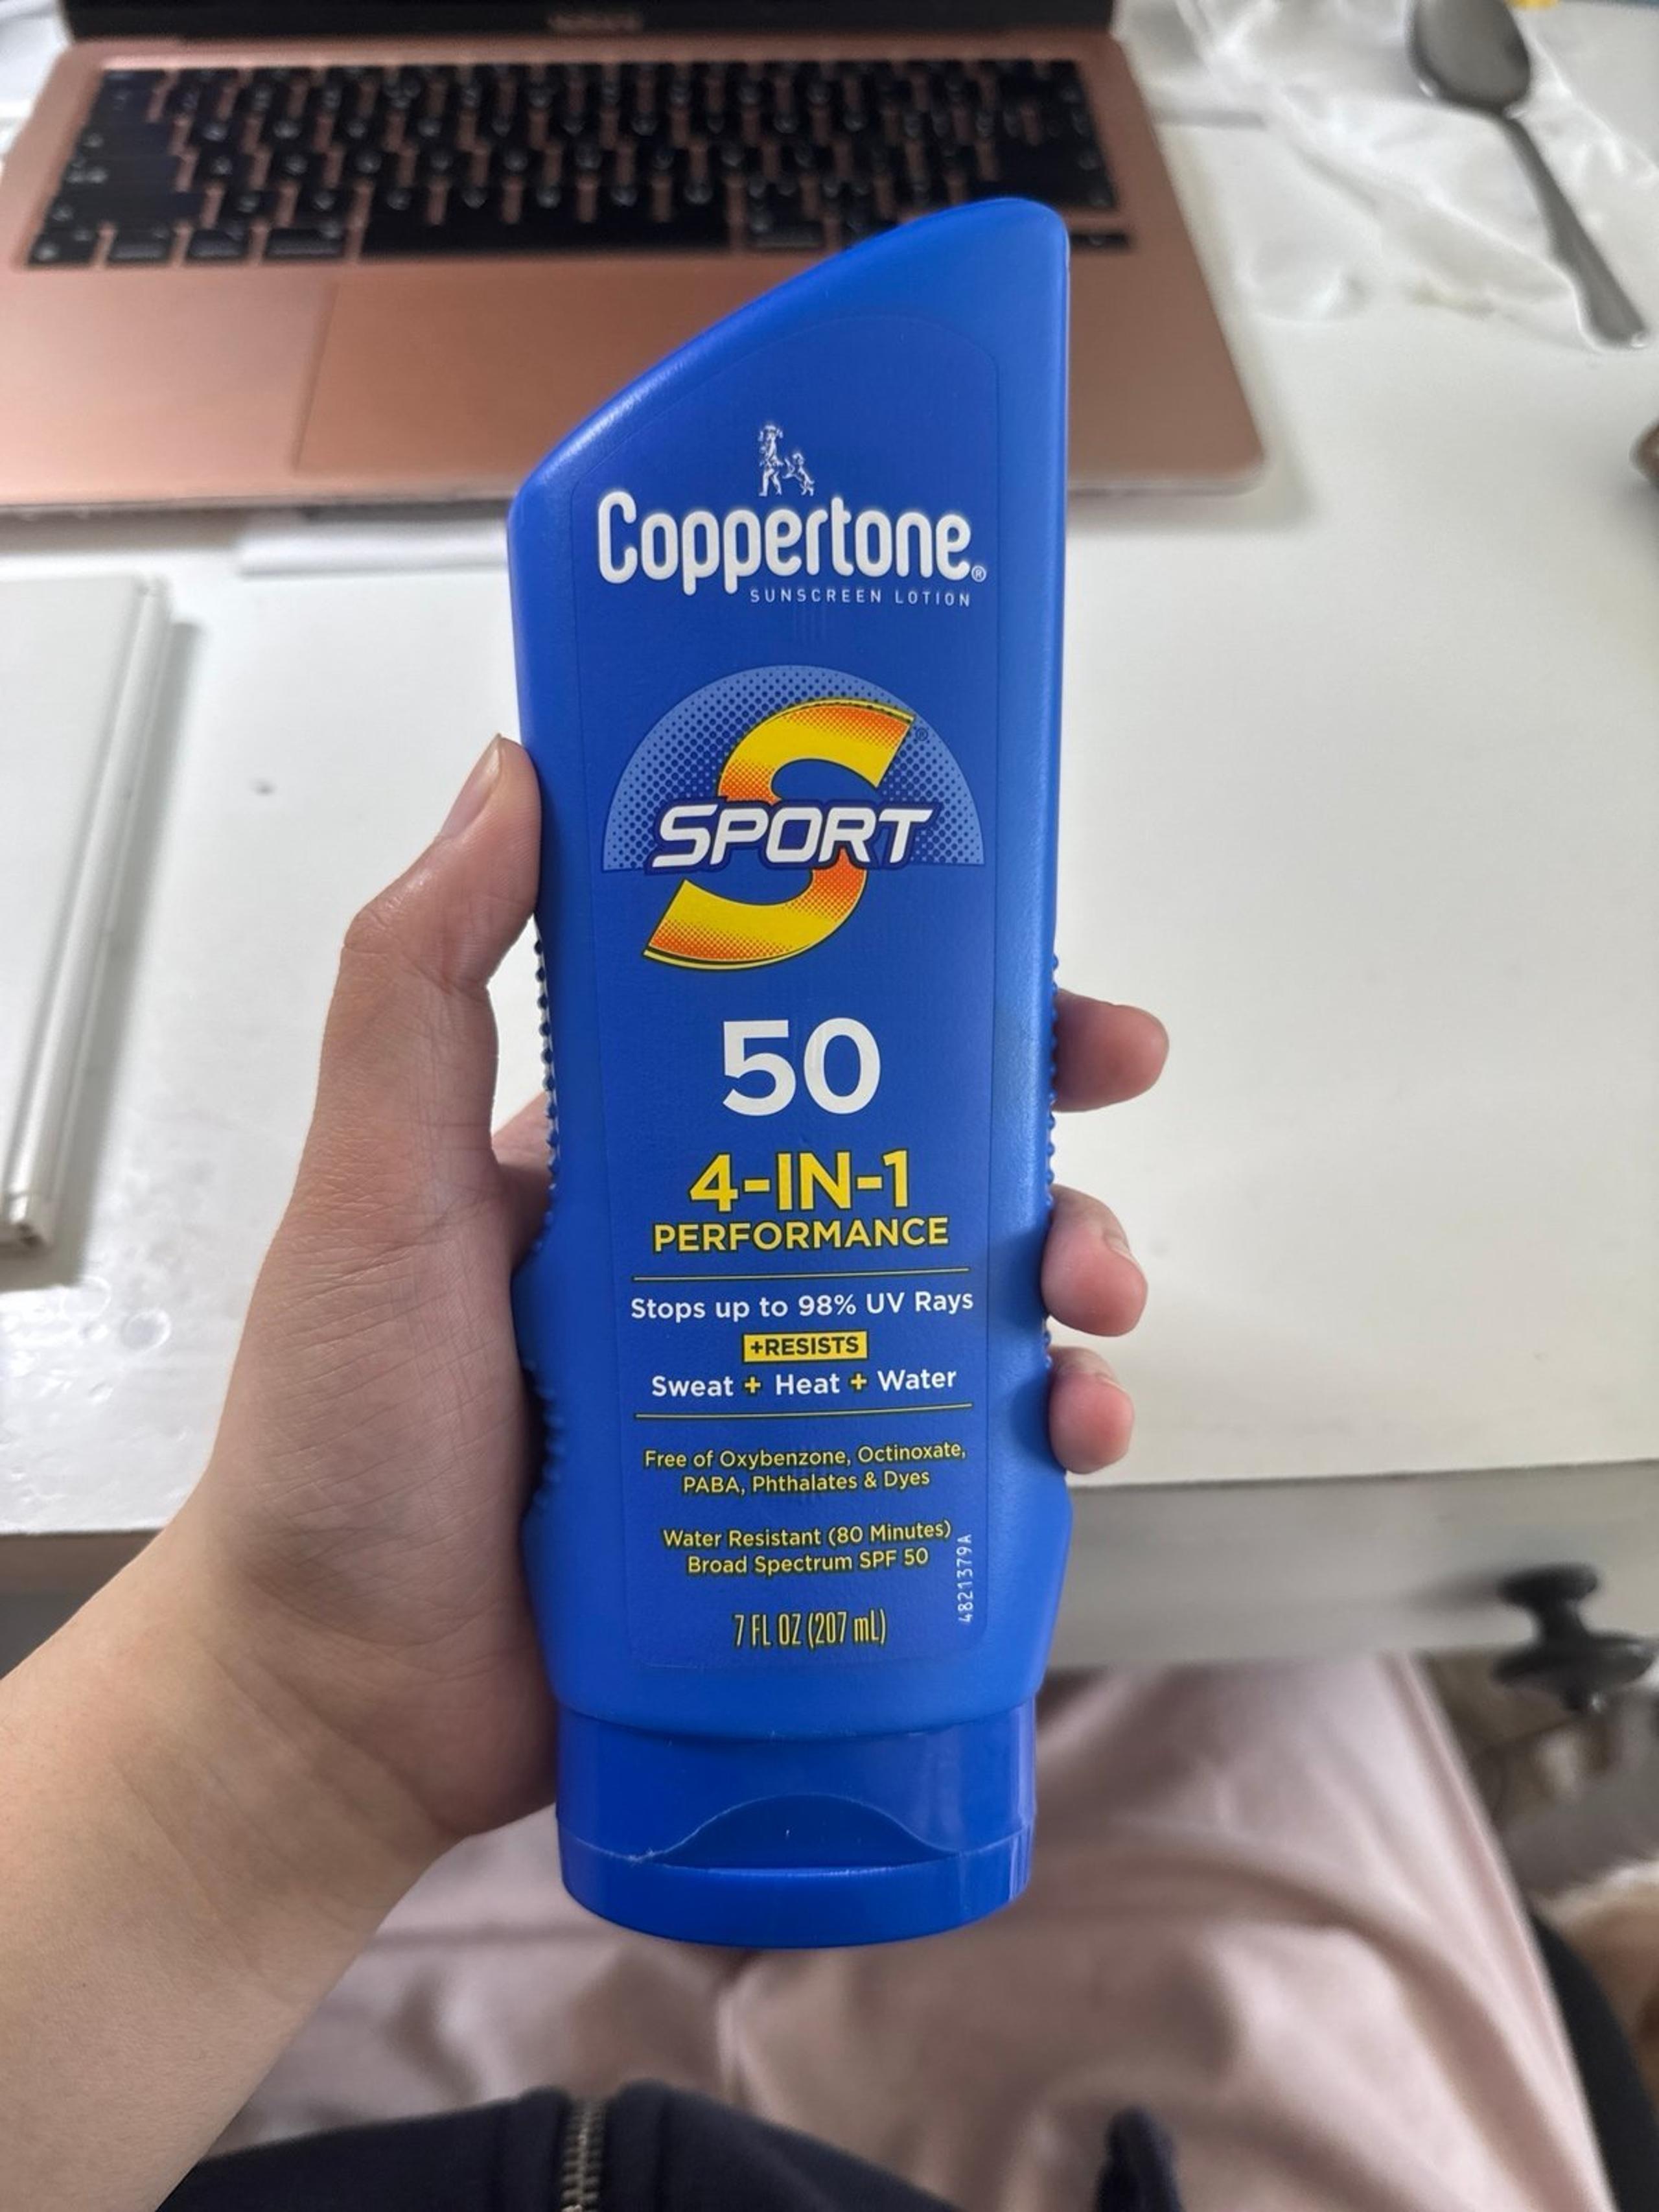 Coppertone®
SUNSCREEN LOTION
S®
SPORT
50
4-IN-1
PERFORMANCE
Stops up to 98% UV Rays
+RESISTS
Sweat + Heat + Water
Free of Oxybenzone, Octinoxate,
PABA, Phthalates & Dyes
Water Resistant (80 Minutes)
Broad Spectrum SPF 50
4821379A
7 FL OZ (207 mL)